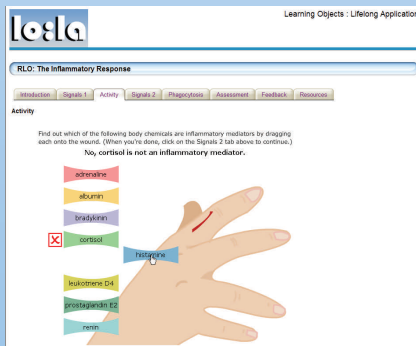 lo:la
Learning Objects : Lifelong Application
RLO: The Inflammatory Response
Introduction Signals 1 Activity Signals 2 Phagocytosis Assessment Feedback Resources
Activity
Find out which of the following body chemicals are inflammatory mediators by dragging
each onto the wound. (When you're done, click on the Signals 2 tab above to continue.)
No, cortisol is not an inflammatory mediator.
adrenaline
albumin
bradykinin
cortisol
histamine
leukotriene D4
prostaglandin E2
renin